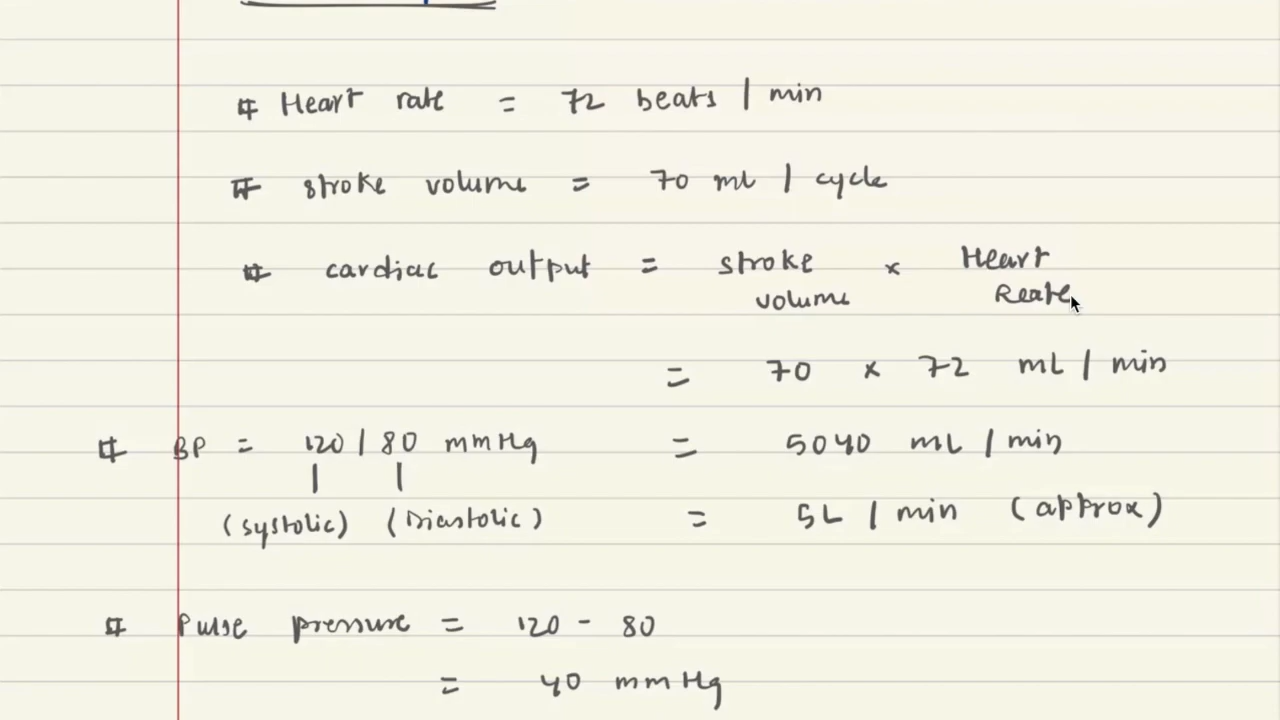 # Heart rate = 72 beats / min
# stroke volume = 70 ml / cycle
# cardiac output = stroke volume x Heart Reate
= 70 x 72 mL / min
# BP = 120 / 80 mmHg
(systolic) (Diastolic)
= 5040 mL / min
= 5L / min (approx)
# Pulse pressure = 120 - 80
= 40 mmHg